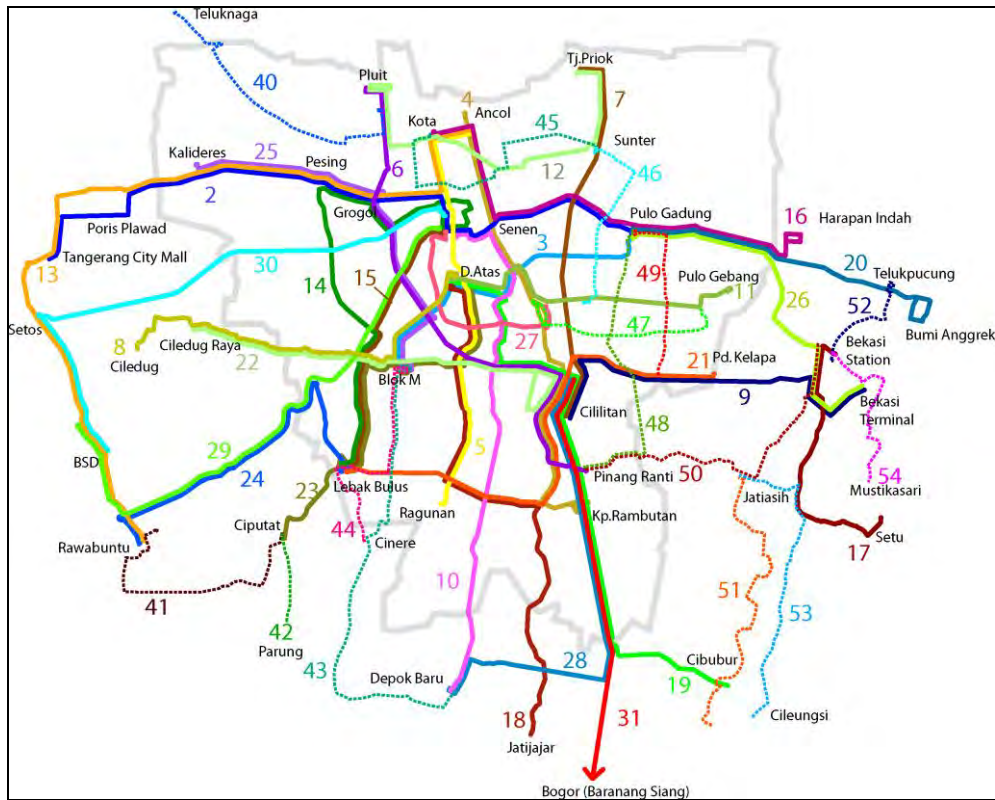 Teluknaga
40
Pluit
4
Ancol
Kota
Tj.Priok
7
45
Sunter
12
46
Kalideres
25
Pesing
6
2
Grogol
Senen
Pulo Gadung
16
Harapan Indah
Poris Plawad
Tangerang City Mall
13
30
3
D.Atas
49
Pulo Gebang
11
20
Telukpucung
52
Bumi Anggrek
14
15
26
Setos
8
Ciledug
Ciledug Raya
22
47
27
21
Pd.Kelapa
Bekasi
Station
Blok M
9
Bekasi
Terminal
Cililitan
48
29
24
5
BSD
23
Lebak Bulus
Ragunan
Pinang Ranti
50
54
Mustikasari
Jatiasih
Ciputat
44
Cinere
Kp.Rambutan
Setu
17
Rawabuntu
41
10
51
53
42
Parung
43
Depok Baru
28
Cibubur
19
Cileungsi
18
Jatijajar
31
Bogor (Baranang Siang)